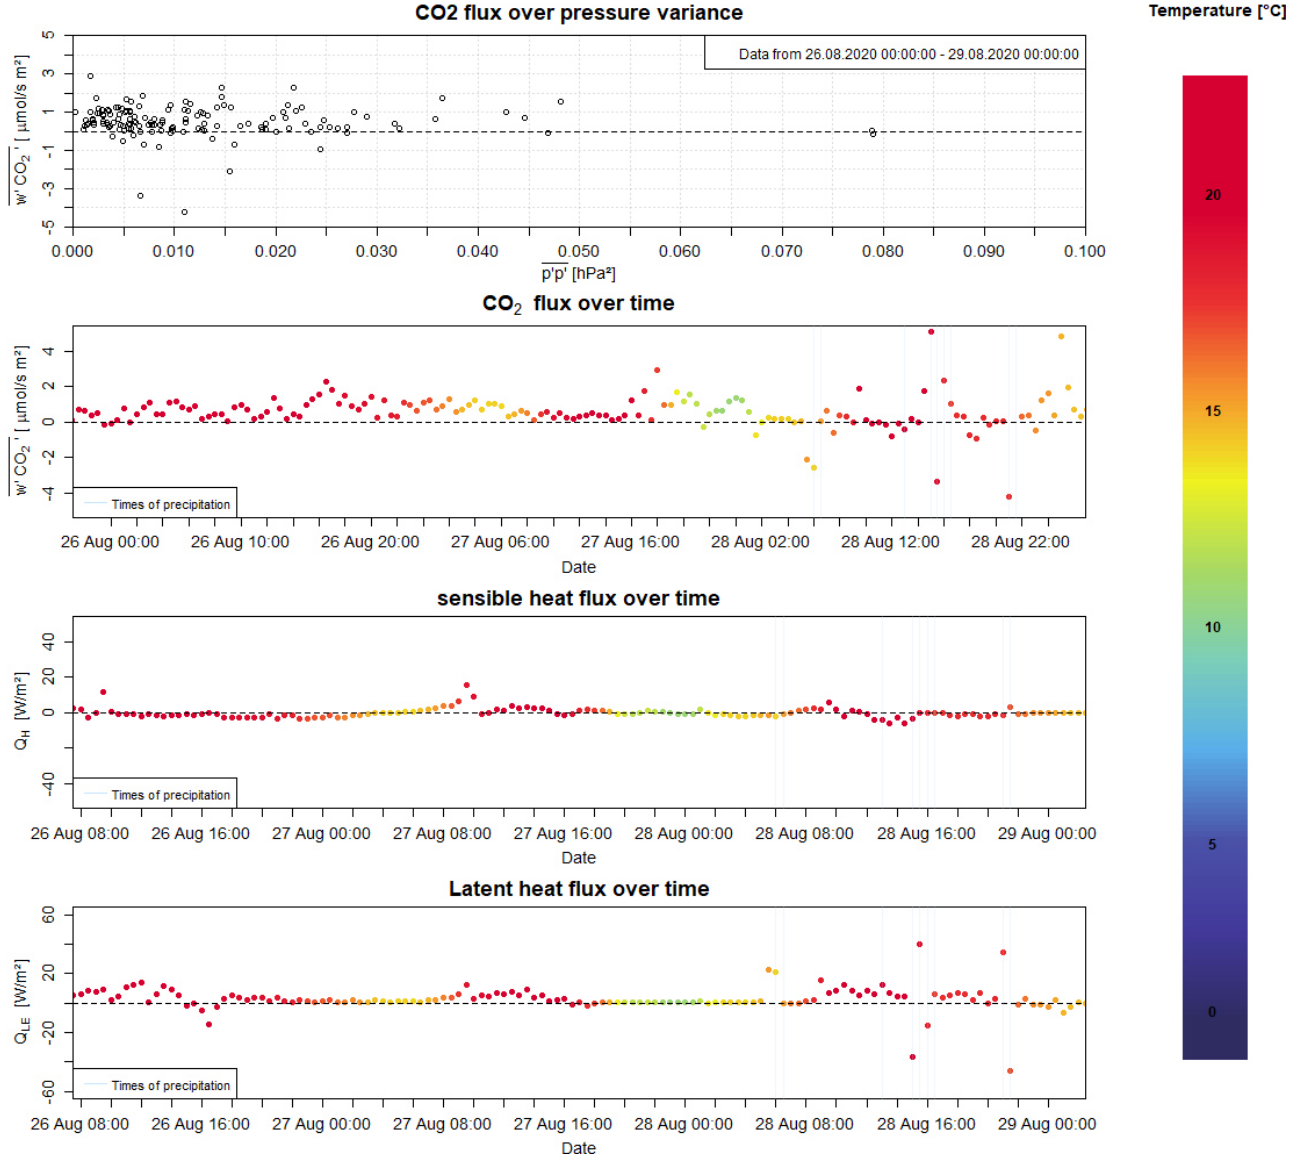 CO2 flux over pressure variance
Temperature [°C]
Data from 26.08.2020 00:00:00 - 29.08.2020 00:00:00
w' CO2 ' [ µmol/s m²]
5
3
1
-1
-3
-5
0.000 0.010 0.020 0.030 0.040 0.050 0.060 0.070 0.080 0.090 0.100
p'p' [hPa²]
CO2 flux over time
w' CO2 ' [ µmol/s m²]
4
2
0
-2
-4
Times of precipitation
26 Aug 00:00 26 Aug 10:00 26 Aug 20:00 27 Aug 06:00 27 Aug 16:00 28 Aug 02:00 28 Aug 12:00 28 Aug 22:00
Date
sensible heat flux over time
QH [W/m²]
40
20
0
-40
Times of precipitation
26 Aug 08:00 26 Aug 16:00 27 Aug 00:00 27 Aug 08:00 27 Aug 16:00 28 Aug 00:00 28 Aug 08:00 28 Aug 16:00 29 Aug 00:00
Date
Latent heat flux over time
QLE [W/m²]
60
20
-20
-60
Times of precipitation
26 Aug 08:00 26 Aug 16:00 27 Aug 00:00 27 Aug 08:00 27 Aug 16:00 28 Aug 00:00 28 Aug 08:00 28 Aug 16:00 29 Aug 00:00
Date
20
15
10
5
0